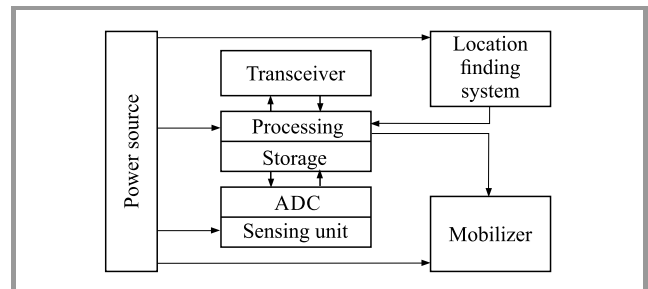 Power source
Transceiver
Processing
Storage
ADC
Sensing unit
Location
finding
system
Mobilizer